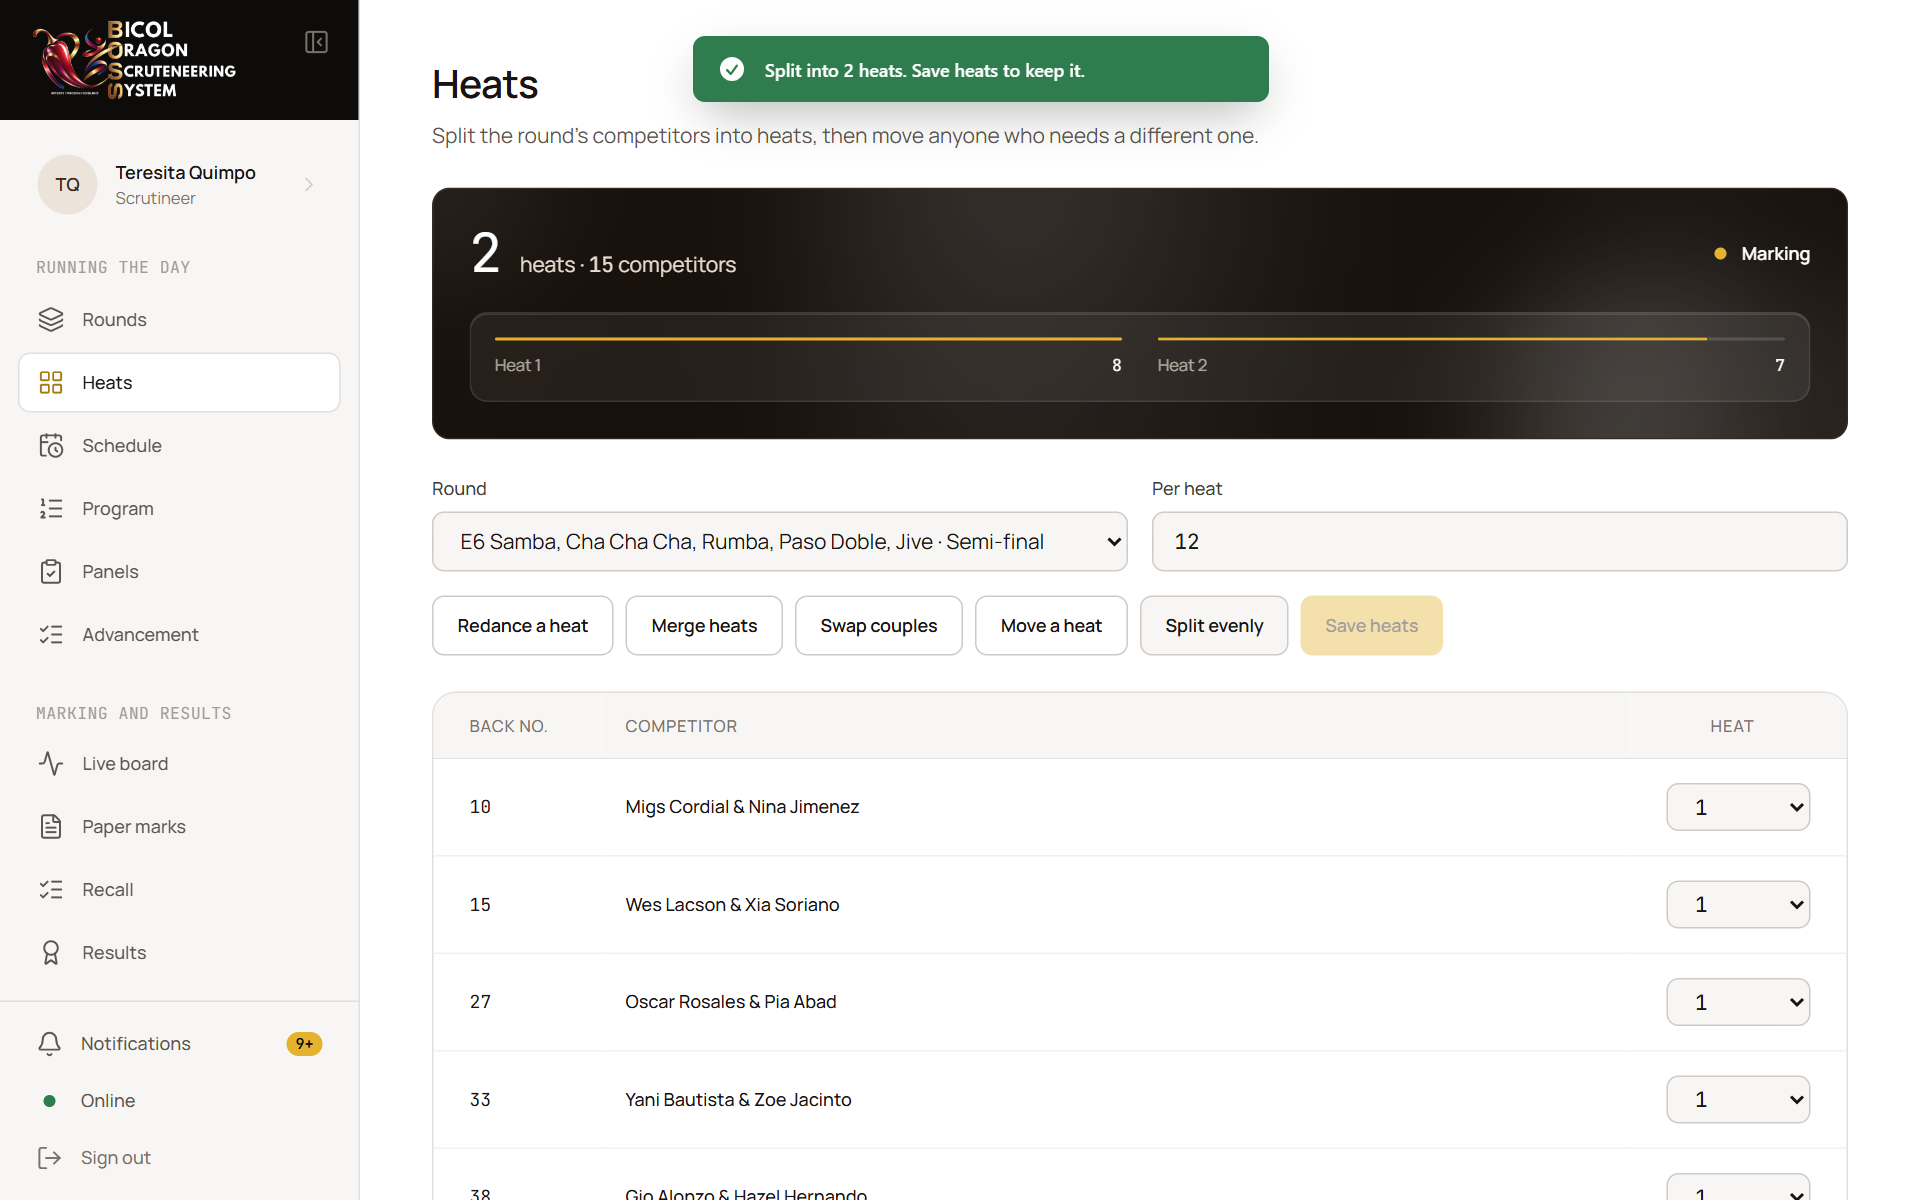 BICOL
DRAGON
SCRUTENEERING
SYSTEM
TQ
Teresita Quimpo
Scrutineer
RUNNING THE DAY
Rounds
Heats
Schedule
Program
Panels
Advancement
MARKING AND RESULTS
Live board
Paper marks
Recall
Results
Notifications
9+
Online
Sign out
Split into 2 heats. Save heats to keep it.
Heats
Split the round's competitors into heats, then move anyone who needs a different one.
2 heats · 15 competitors
Marking
Heat 1 8 Heat 2 7
Round Per heat
E6 Samba, Cha Cha Cha, Rumba, Paso Doble, Jive · Semi-final 12
Redance a heat Merge heats Swap couples Move a heat Split evenly Save heats
BACK NO. COMPETITOR HEAT
10 Migs Cordial & Nina Jimenez 1
15 Wes Lacson & Xia Soriano 1
27 Oscar Rosales & Pia Abad 1
33 Yani Bautista & Zoe Jacinto 1
38 Gio Alonzo & Hazel Hernando 1